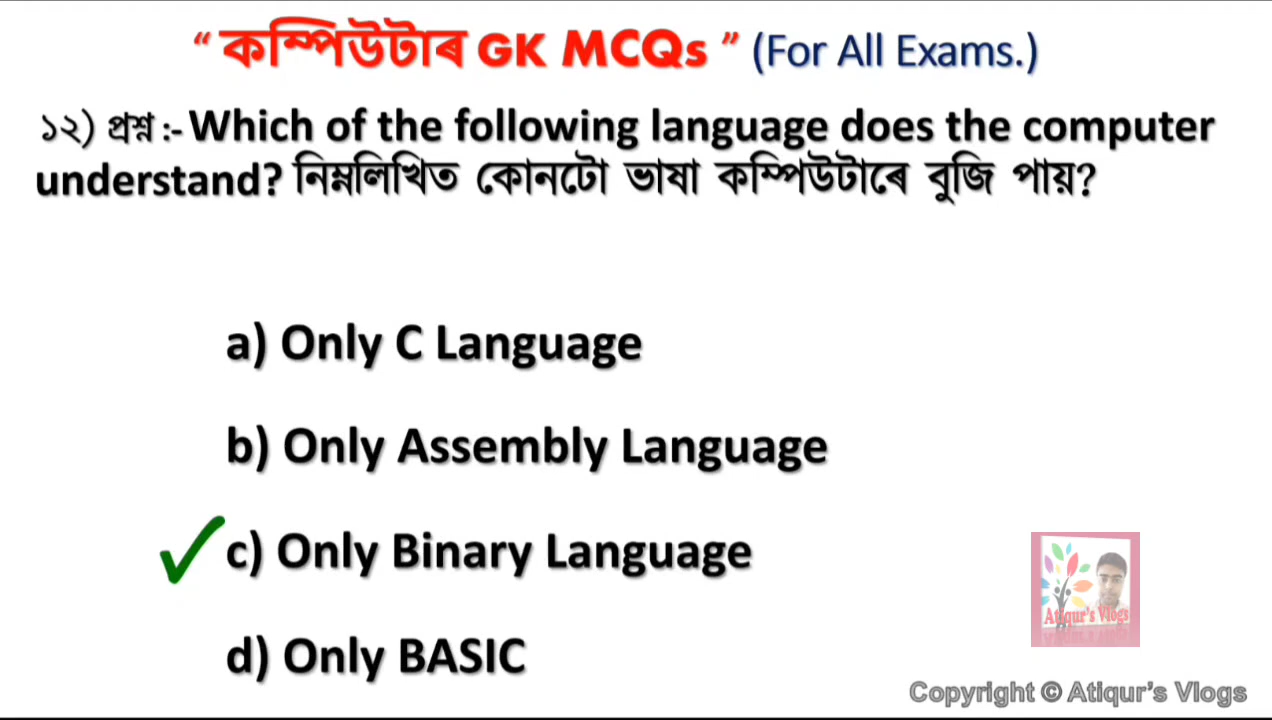 “ কম্পিউটাৰ GK MCQs ” (For All Exams.)
১২) প্ৰশ্ন :- Which of the following language does the computer
understand? নিম্নলিখিত কোনটো ভাষা কম্পিউটাৰে বুজি পায়?
a) Only C Language
b) Only Assembly Language
c) Only Binary Language
d) Only BASIC
Atiqur's Vlogs
Copyright © Atiqur’s Vlogs